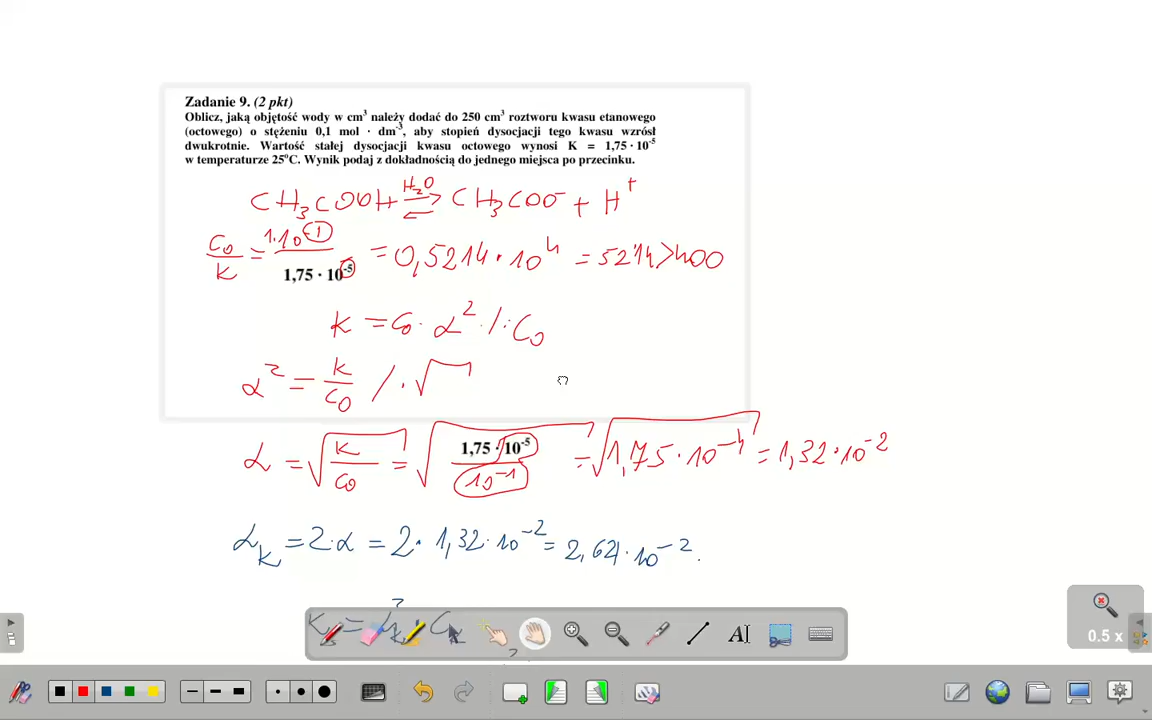 Zadanie 9. (2 pkt)
Oblicz, jaką objętość wody w cm³ należy dodać do 250 cm³ roztworu kwasu etanowego
(octowego) o stężeniu 0,1 mol · dm⁻³, aby stopień dysocjacji tego kwasu wzrósł
dwukrotnie. Wartość stałej dysocjacji kwasu octowego wynosi K = 1,75 · 10⁻⁵
w temperaturze 25⁰C. Wynik podaj z dokładnością do jednego miejsca po przecinku.
CH₃COOH ⇌ CH₃COO⁻ + H⁺ (H₂O)
C₀/K = 1·10⁻¹ / 1,75 · 10⁻⁵ = 0,5214·10⁴ = 5214>400
K = C₀·α² /:C₀
α² = K/C₀ /·√
α = √(K/C₀) = √(1,75 · 10⁻⁵ / 10⁻¹) = √(1,75·10⁻⁴) = 1,32·10⁻²
α_K = 2·α = 2·1,32·10⁻² = 2,64·10⁻².
0.5 x